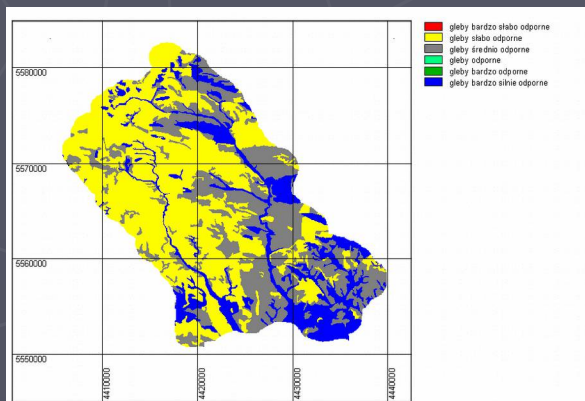 gleby bardzo słabo odporne
gleby słabo odporne
gleby średnio odporne
gleby odporne
gleby bardzo odporne
gleby bardzo silnie odporne
5580000
5570000
5560000
5550000
4410000
4420000
4430000
4440000